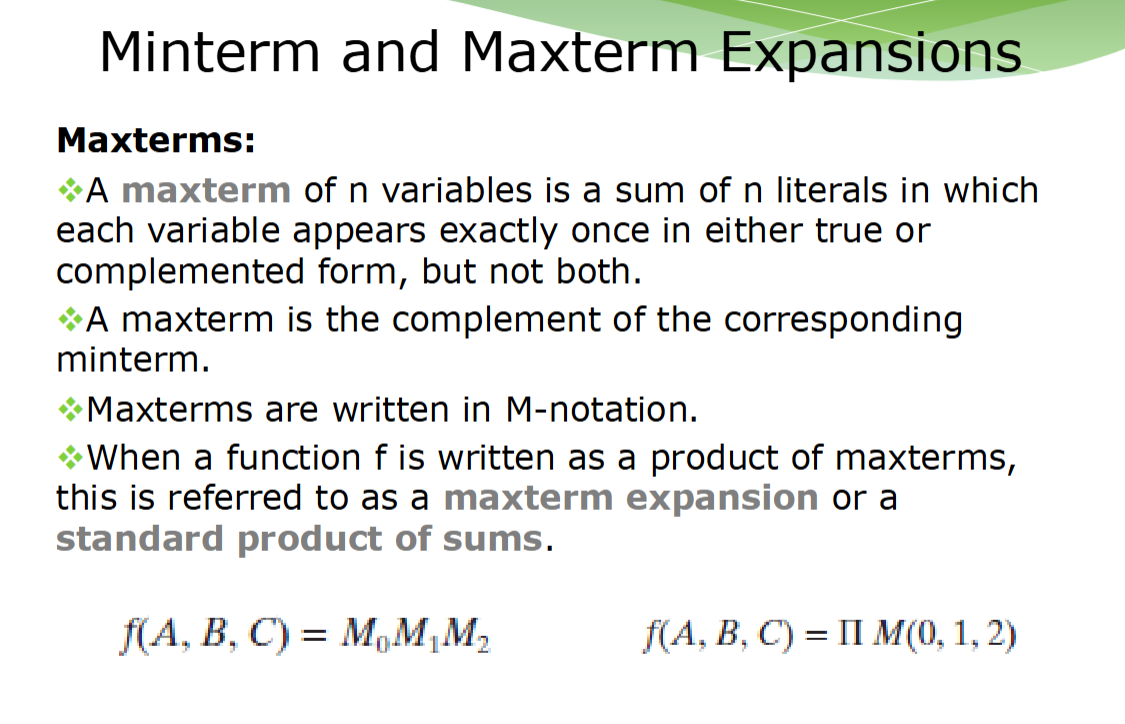 Minterm and Maxterm Expansions
Maxterms:
❖A maxterm of n variables is a sum of n literals in which
each variable appears exactly once in either true or
complemented form, but not both.
❖A maxterm is the complement of the corresponding
minterm.
❖Maxterms are written in M-notation.
❖When a function f is written as a product of maxterms,
this is referred to as a maxterm expansion or a
standard product of sums.
f(A, B, C) = M₀M₁M₂
f(A, B, C) = Π M(0, 1, 2)